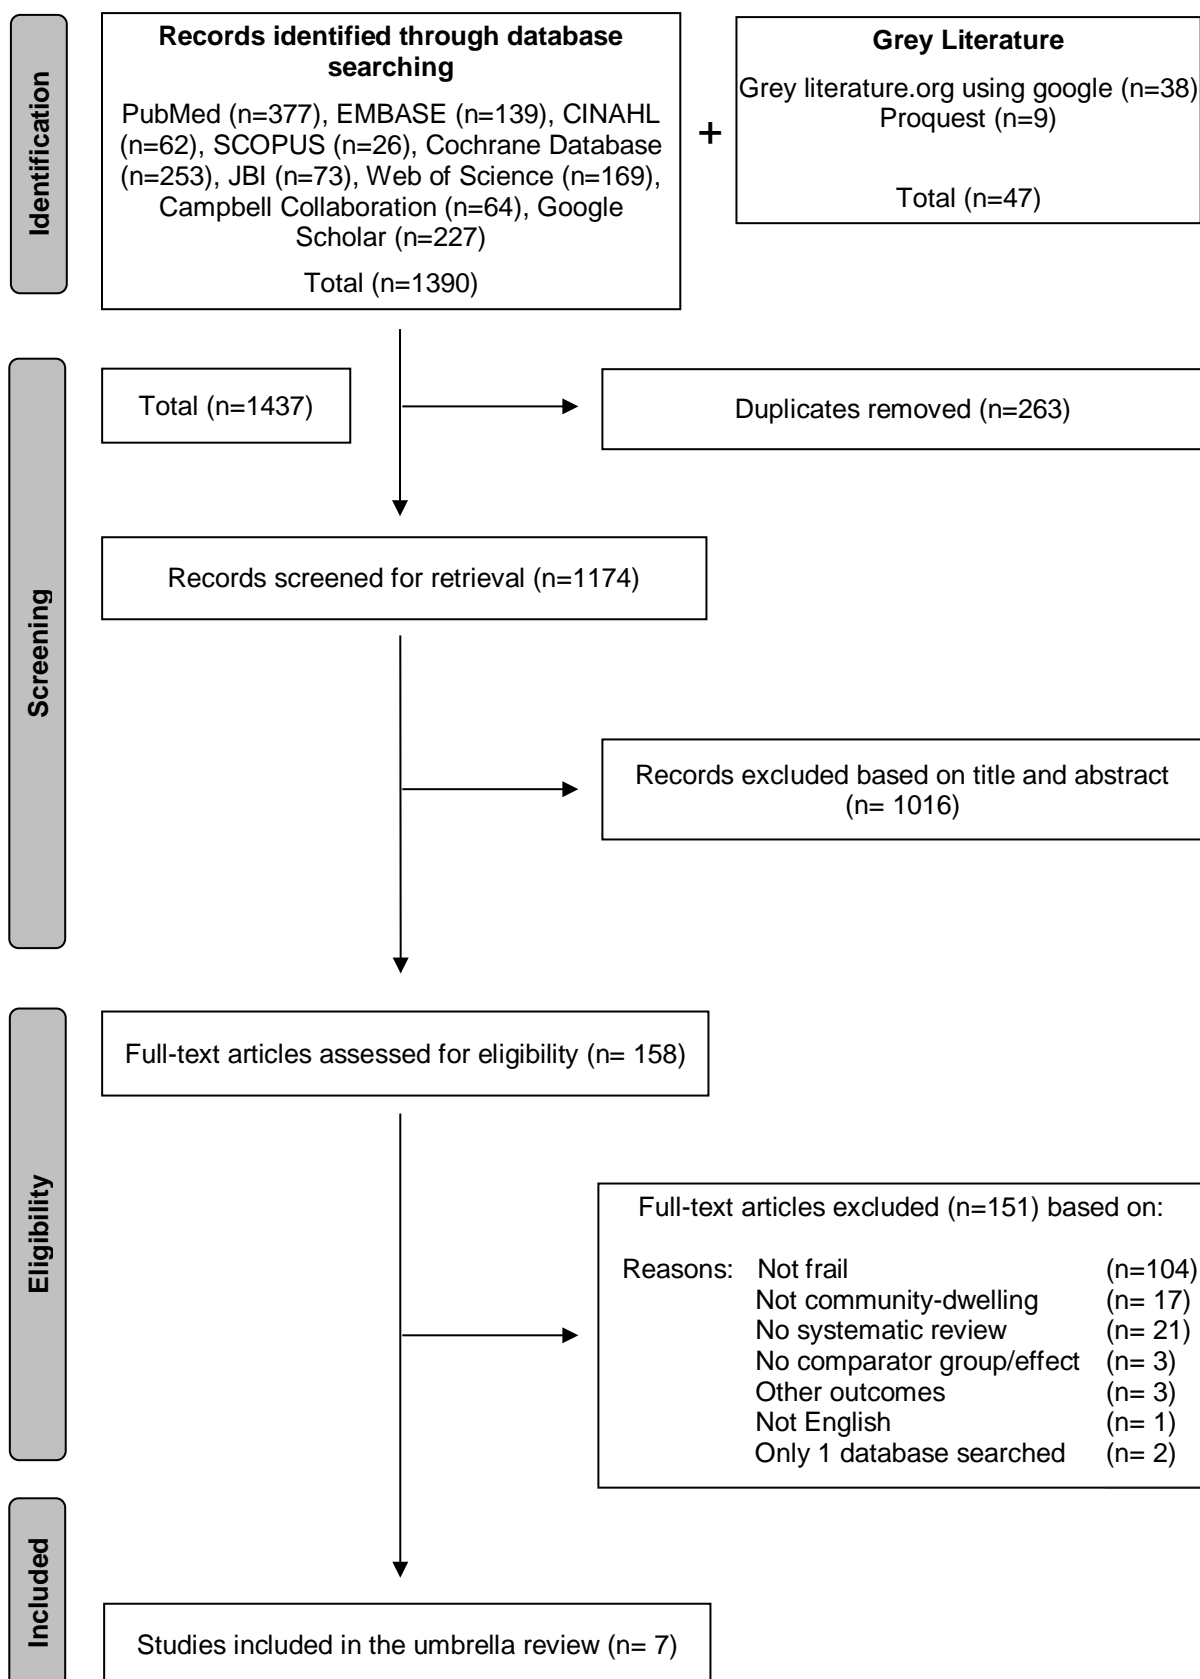 Identification
Records identified through database
searching
PubMed (n=377), EMBASE (n=139), CINAHL
(n=62), SCOPUS (n=26), Cochrane Database
(n=253), JBI (n=73), Web of Science (n=169),
Campbell Collaboration (n=64), Google
Scholar (n=227)
Total (n=1390)
+
Grey Literature
Grey literature.org using google (n=38)
Proquest (n=9)
Total (n=47)
Screening
Total (n=1437)
Duplicates removed (n=263)
Records screened for retrieval (n=1174)
Records excluded based on title and abstract
(n= 1016)
Eligibility
Full-text articles assessed for eligibility (n= 158)
Full-text articles excluded (n=151) based on:
Reasons: Not frail (n=104)
Not community-dwelling (n= 17)
No systematic review (n= 21)
No comparator group/effect (n= 3)
Other outcomes (n= 3)
Not English (n= 1)
Only 1 database searched (n= 2)
Included
Studies included in the umbrella review (n= 7)